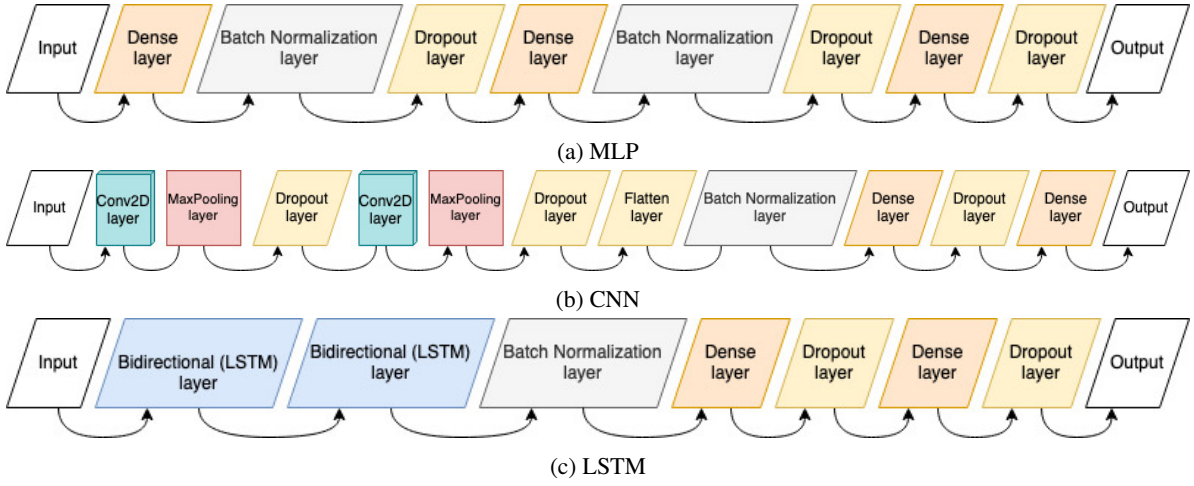 Input
Dense
layer
Batch Normalization
layer
Dropout
layer
Dense
layer
Batch Normalization
layer
Dropout
layer
Dense
layer
Dropout
layer
Output
(a) MLP
Input
Conv2D
layer
MaxPooling
layer
Dropout
layer
Conv2D
layer
MaxPooling
layer
Dropout
layer
Flatten
layer
Batch Normalization
layer
Dense
layer
Dropout
layer
Dense
layer
Output
(b) CNN
Input
Bidirectional (LSTM)
layer
Bidirectional (LSTM)
layer
Batch Normalization
layer
Dense
layer
Dropout
layer
Dense
layer
Dropout
layer
Output
(c) LSTM